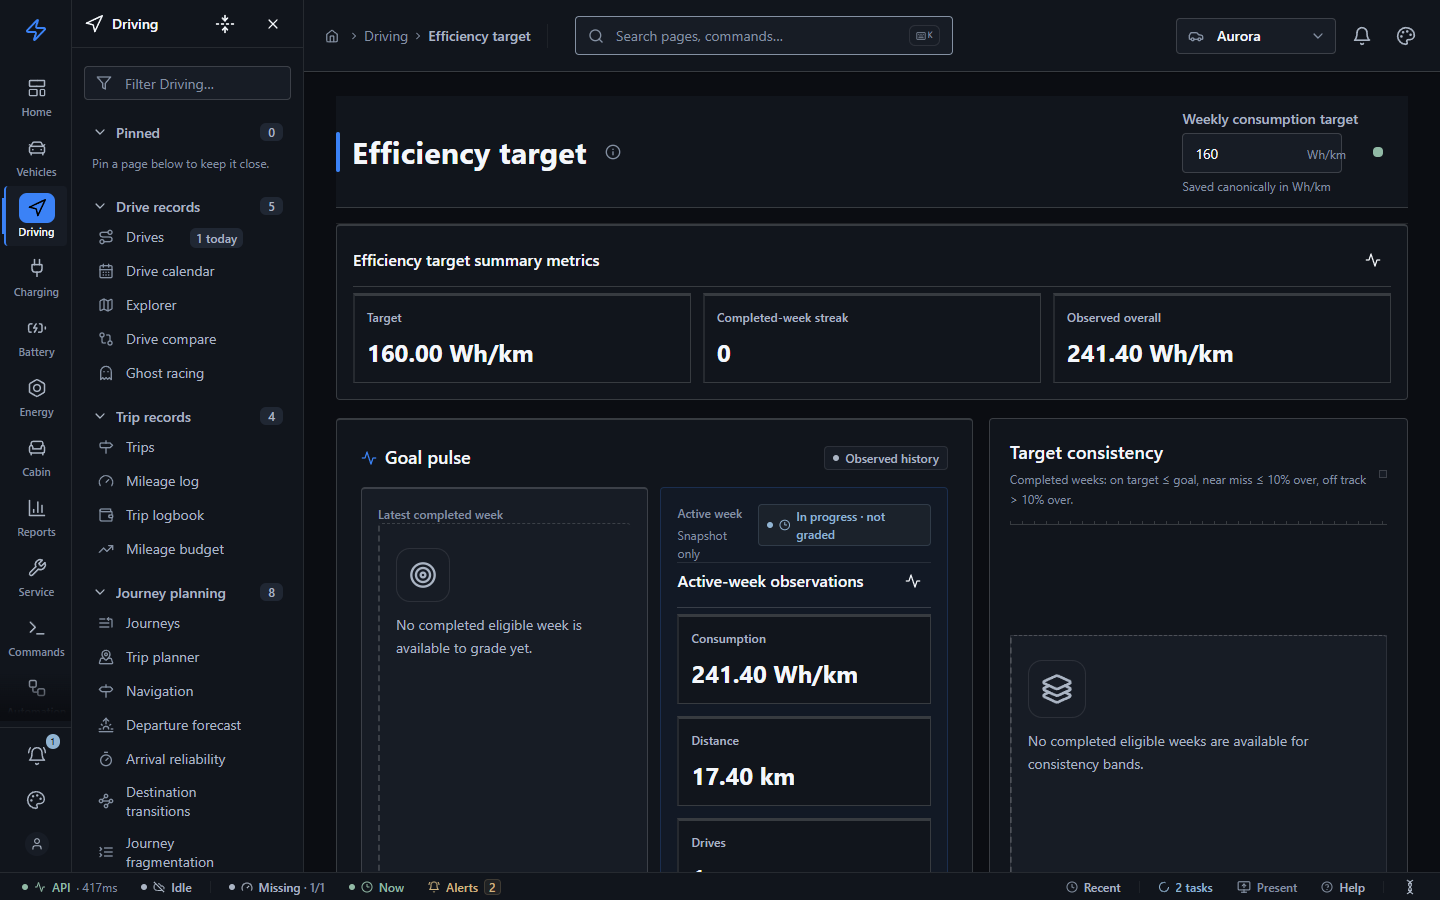 Driving
Driving
Efficiency target
Search pages, commands...
K
Aurora
Home
Vehicles
Driving
Charging
Battery
Energy
Cabin
Reports
Service
Commands
1
Filter Driving...
Pinned
0
Pin a page below to keep it close.
Drive records
5
Drives
1 today
Drive calendar
Explorer
Drive compare
Ghost racing
Trip records
4
Trips
Mileage log
Trip logbook
Mileage budget
Journey planning
8
Journeys
Trip planner
Navigation
Departure forecast
Arrival reliability
Destination
transitions
Journey
fragmentation
Efficiency target
Weekly consumption target
160
Wh/km
Saved canonically in Wh/km
Efficiency target summary metrics
Target
160.00 Wh/km
Completed-week streak
0
Observed overall
241.40 Wh/km
Goal pulse
Observed history
Latest completed week
No completed eligible week is
available to grade yet.
Active week
Snapshot
only
In progress · not
graded
Active-week observations
Consumption
241.40 Wh/km
Distance
17.40 km
Drives
Target consistency
Completed weeks: on target ≤ goal, near miss ≤ 10% over, off track
> 10% over.
No completed eligible weeks are available for
consistency bands.
API · 417ms
Idle
Missing · 1/1
Now
Alerts
2
Recent
2 tasks
Present
Help